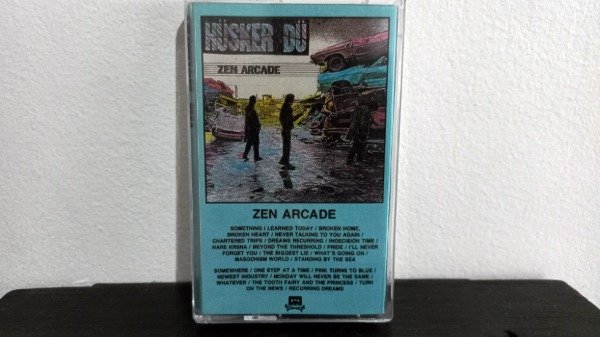 HÜSKER DÜ
ZEN ARCADE
ZEN ARCADE
SOMETHING I LEARNED TODAY / BROKEN HOME,
BROKEN HEART / NEVER TALKING TO YOU AGAIN /
CHARTERED TRIPS / DREAMS RECURRING / INDECISION TIME /
HARE KRSNA / BEYOND THE THRESHOLD / PRIDE / I'LL NEVER
FORGET YOU / THE BIGGEST LIE / WHAT'S GOING ON /
MASOCHISM WORLD / STANDING BY THE SEA
SOMEWHERE / ONE STEP AT A TIME / PINK TURNS TO BLUE /
NEWEST INDUSTRY / MONDAY WILL NEVER BE THE SAME /
WHATEVER / THE TOOTH FAIRY AND THE PRINCESS / TURN
ON THE NEWS / RECURRING DREAMS